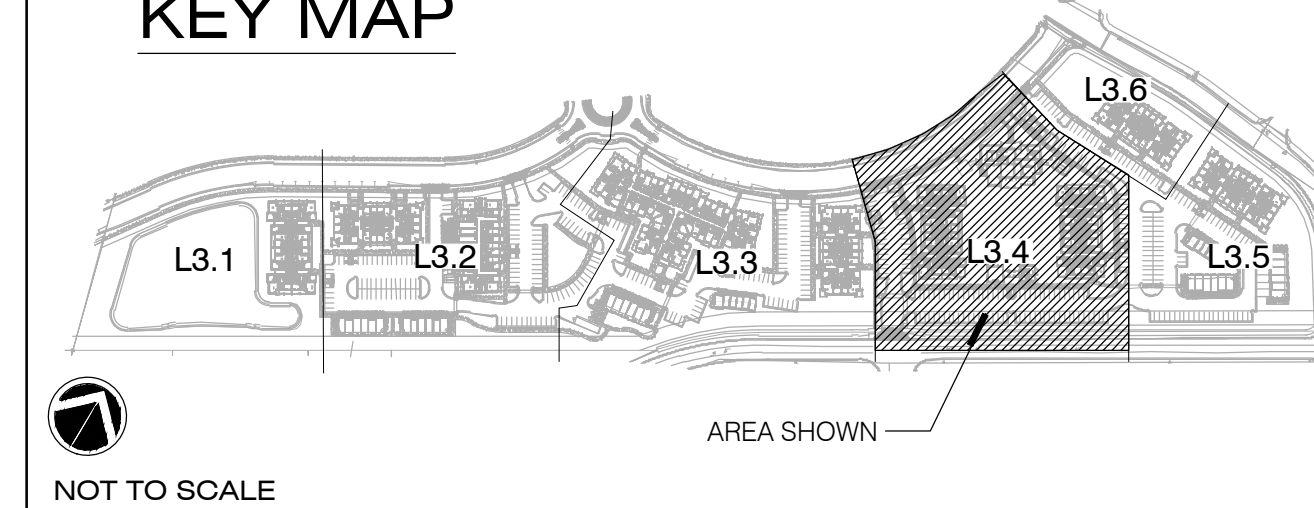 KEY MAP
L3.6
L3.1
L3.2
L3.3
L3.4
L3.5
AREA SHOWN
NOT TO SCALE